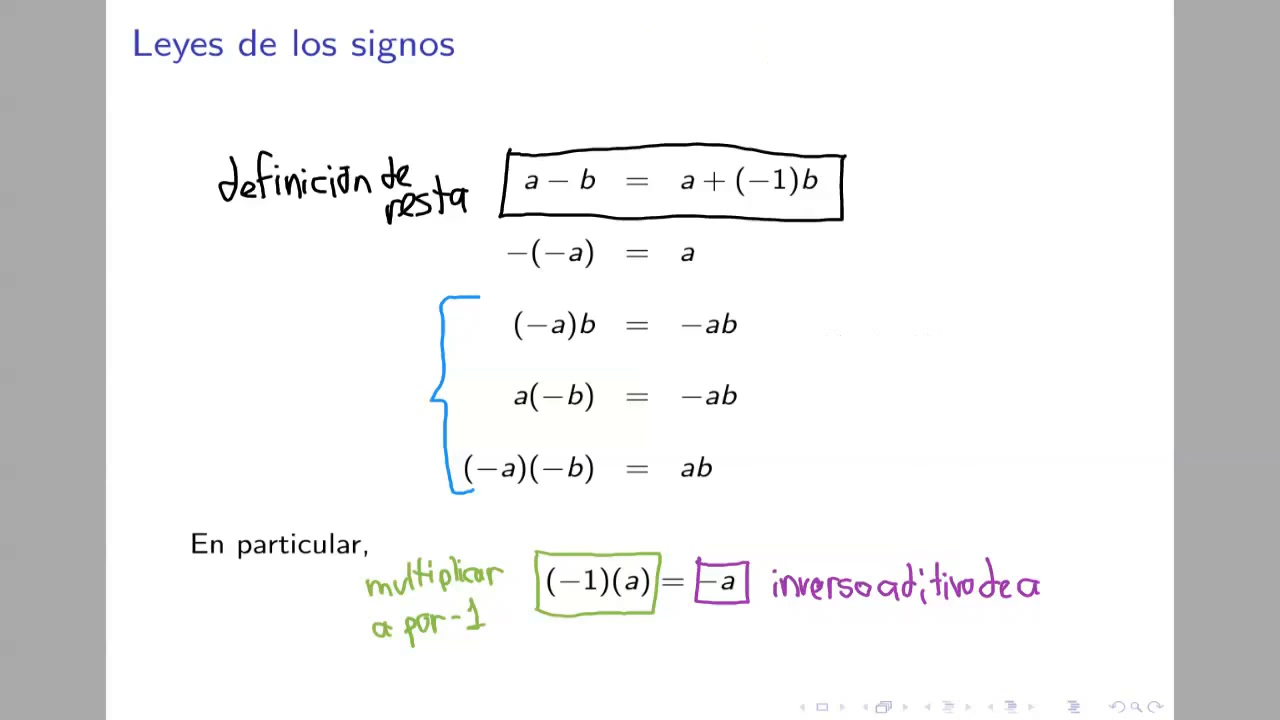 Leyes de los signos
definición de
resta
a − b = a + (−1)b
−(−a) = a
(−a)b = −ab
a(−b) = −ab
(−a)(−b) = ab
En particular,
multiplicar
a por -1
(−1)(a) = −a inverso aditivo de a